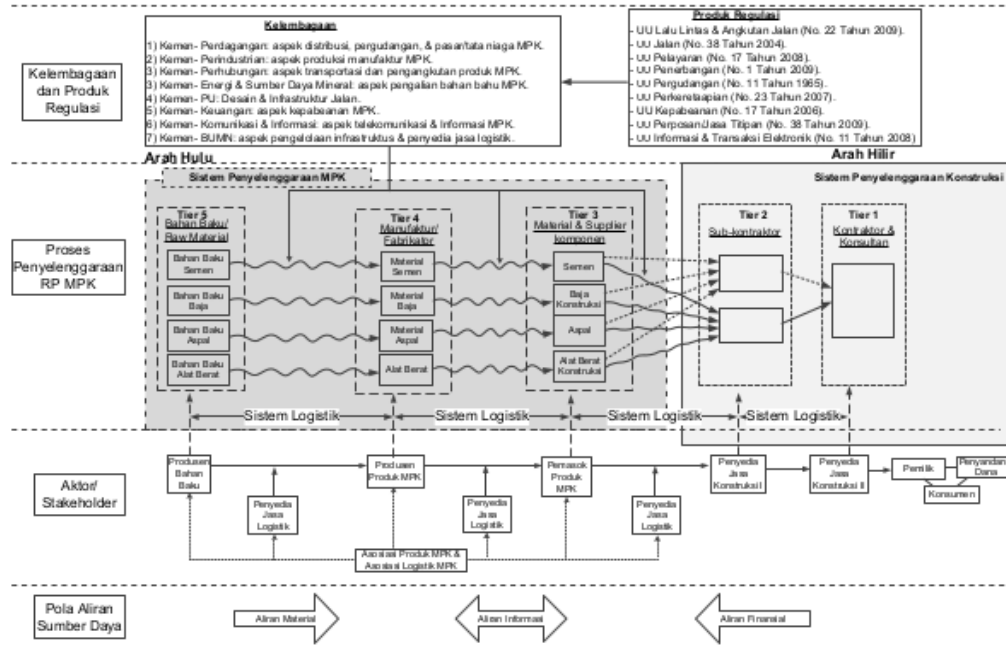 Kelembagaan
1) Kemen- Perdagangan: aspek distribusi, pergudangan, & pasar/tata niaga MPK.
2) Kemen- Perindustrian: aspek produksi manufaktur MPK.
3) Kemen- Perhubungan: aspek transportasi dan pengangkutan produk MPK.
3) Kemen- Energi & Sumber Daya Mineral: aspek pengalian bahan bahu MPK.
4) Kemen- PU: Desain & Infrastruktur Jalan.
5) Kemen- Keuangan: aspek kepabeanan MPK.
6) Kemen- Komunikasi & Informasi: aspek telekomunikasi & Informasi MPK.
7) Kemen- BUMN: aspek pengelolaan infrastruktus & penyedia jasa logistik.
Produk Regulasi
- UU Lalu Lintas & Angkutan Jalan (No. 22 Tahun 2009).
- UU Jalan (No. 38 Tahun 2004).
- UU Pelayaran (No. 17 Tahun 2008).
- UU Penerbangan (No. 1 Tahun 2009).
- UU Pergudangan (No. 11 Tahun 1965).
- UU Perkeretaapian (No. 23 Tahun 2007).
- UU Kepabeanan (No. 17 Tahun 2006).
- UU Perposan/Jasa Titipan (No. 38 Tahun 2009).
- UU Informasi & Transaksi Elektronik (No. 11 Tahun 2008)
Kelembagaan
dan Produk
Regulasi
Arah Hulu
Arah Hilir
Sistem Penyelenggaraan MPK
Sistem Penyelenggaraan Konstruksi
Proses
Penyelenggaraan
RP MPK
Tier 5
Bahan Baku/
Raw Material
Bahan Baku
Semen
Bahan Baku
Baja
Bahan Baku
Aspal
Bahan Baku
Alat Berat
Tier 4
Manufaktur/
Fabrikator
Material
Semen
Material
Baja
Material
Aspal
Alat Berat
Tier 3
Material & Supplier
komponen
Semen
Baja
Konstruksi
Aspal
Alat Berat
Konstruksi
Tier 2
Sub-kontraktor
Tier 1
Kontraktor &
Konsultan
Sistem Logistik
Sistem Logistik
Sistem Logistik
Sistem Logistik
Aktor/
Stakeholder
Produsen
Bahan
Baku
Penyedia
Jasa
Logistik
Produsen
Produk MPK
Penyedia
Jasa
Logistik
Pemasok
Produk
MPK
Penyedia
Jasa
Logistik
Penyedia
Jasa
Konstruksi I
Penyedia
Jasa
Konstruksi II
Pemilik
Penyandan
Dana
Konsumen
Asosiasi Produk MPK &
Asosiasi Logistik MPK
Pola Aliran
Sumber Daya
Aliran Material
Aliran Informasi
Aliran Finansial